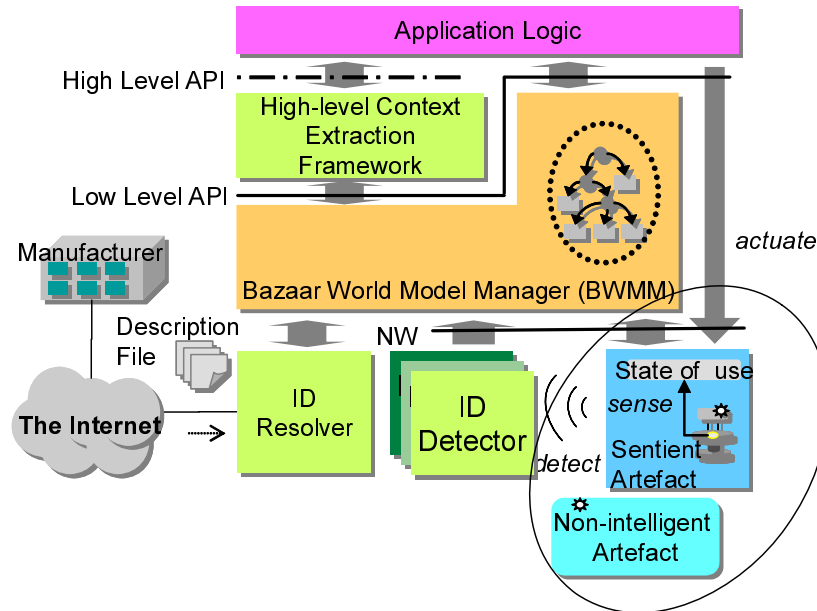 Application Logic
High Level API
High-level Context
Extraction
Framework
Low Level API
actuate
Manufacturer
Bazaar World Model Manager (BWMM)
Description
File
NW
ID
Resolver
ID
Detector
State of use
sense
The Internet
detect
Sentient
Artefact
Non-intelligent
Artefact